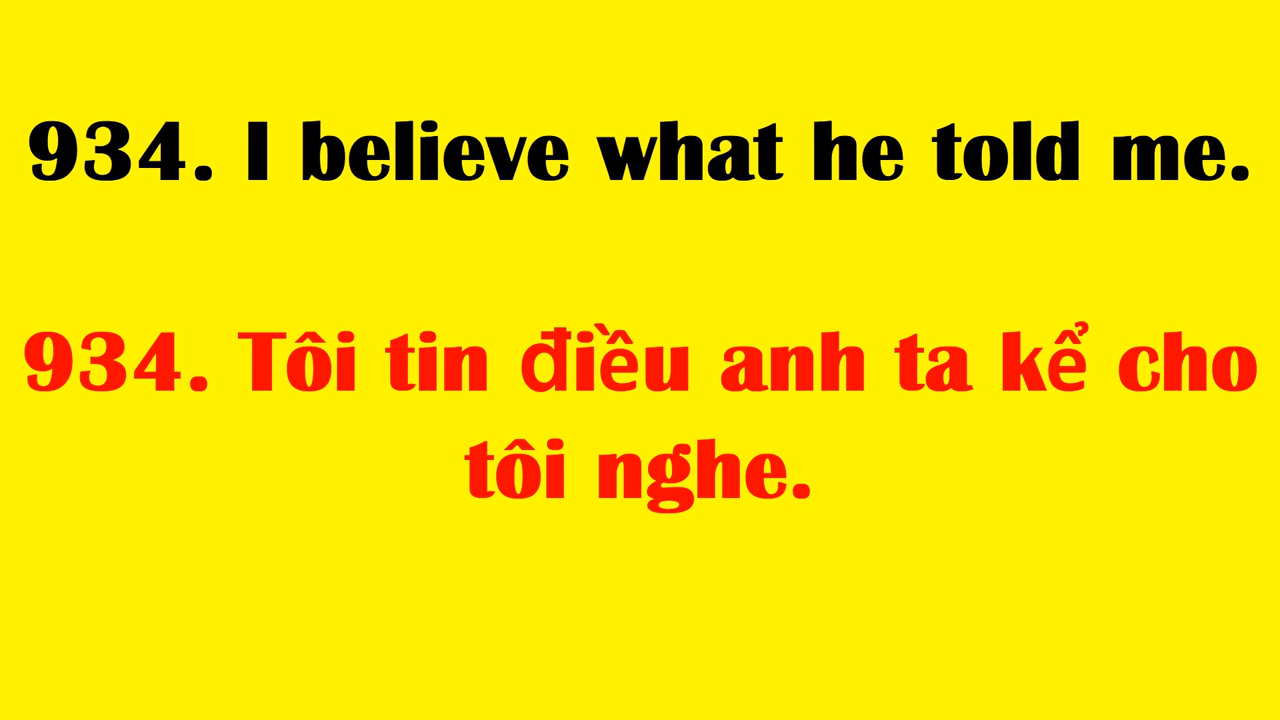 934. I believe what he told me.
934. Tôi tin điều anh ta kể cho
tôi nghe.